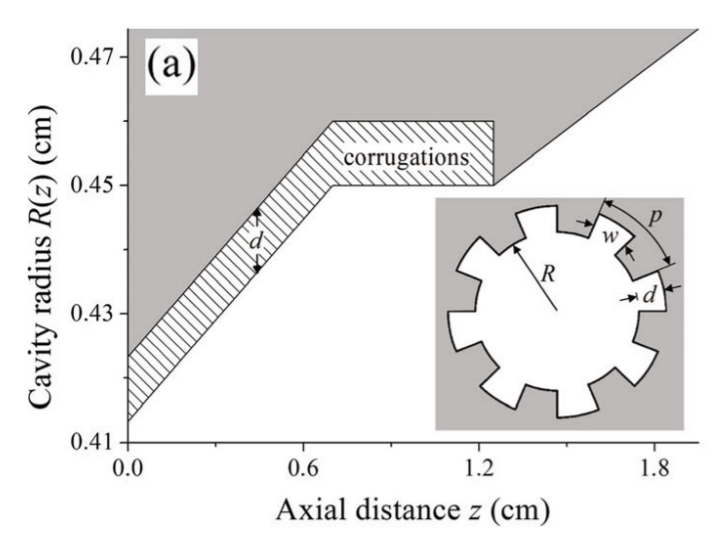 (a)
0.47
0.45
0.43
0.41
Cavity radius R(z) (cm)
corrugations
d
p
w
R
d
0.0
0.6
1.2
1.8
Axial distance z (cm)